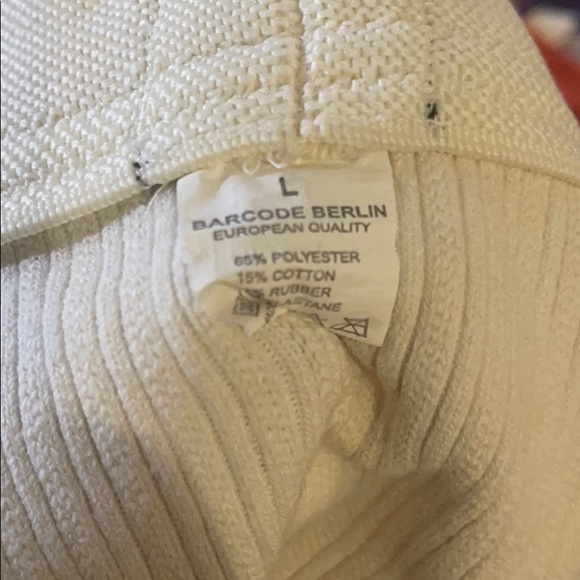 L
BARCODE BERLIN
EUROPEAN QUALITY
65% POLYESTER
15% COTTON
RUBBER